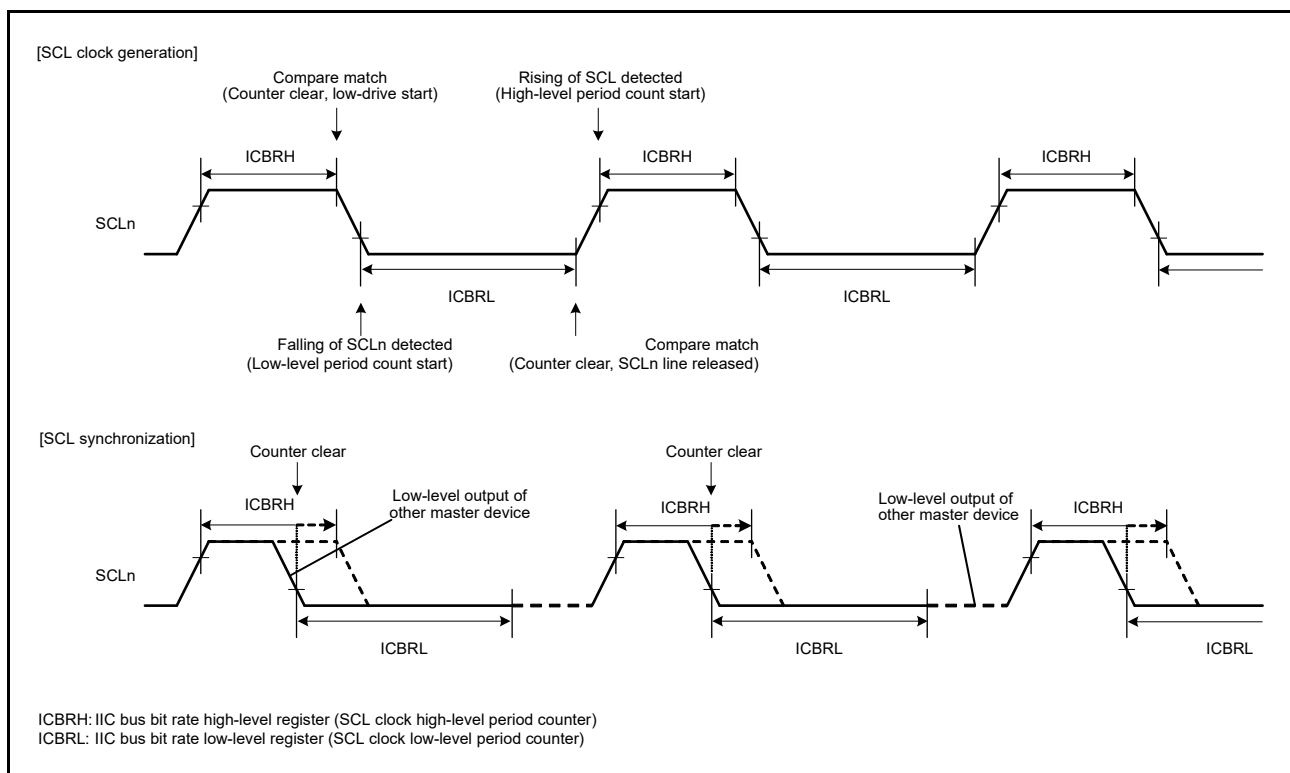 [SCL clock generation]
Compare match
(Counter clear, low-drive start)
Rising of SCL detected
(High-level period count start)
ICBRH
ICBRH
ICBRH
SCLn
ICBRL
ICBRL
Falling of SCLn detected
(Low-level period count start)
Compare match
(Counter clear, SCLn line released)
[SCL synchronization]
Counter clear
Counter clear
ICBRH
Low-level output of
other master device
ICBRH
Low-level output of
other master device
ICBRH
SCLn
ICBRL
ICBRL
ICBRL
ICBRH: IIC bus bit rate high-level register (SCL clock high-level period counter)
ICBRL: IIC bus bit rate low-level register (SCL clock low-level period counter)